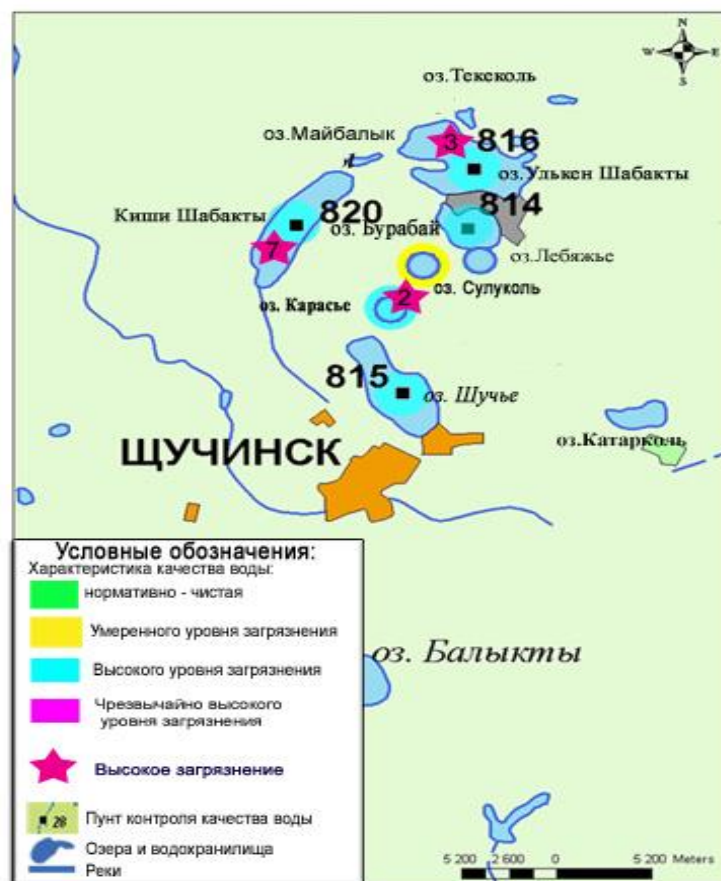 N
W E
S
оз.Текеколь
оз.Майбалык
3
816
оз.Улькен Шабакты
Киши Шабакты
820
814
оз. Бурабай
7
оз.Лебяжье
оз. Сулуколь
2
оз. Карасье
815
оз. Шучье
ЩУЧИНСК
оз.Катарколь
Условные обозначения:
Характеристика качества воды:
нормативно - чистая
Умеренного уровня загрязнения
Высокого уровня загрязнения
Чрезвычайно высокого
уровня загрязнения
Высокое загрязнение
28 Пунт контроля качества воды
Озера и водохранилища
Реки
оз. Балыкты
5 200 2 600 0 5 200 Meters